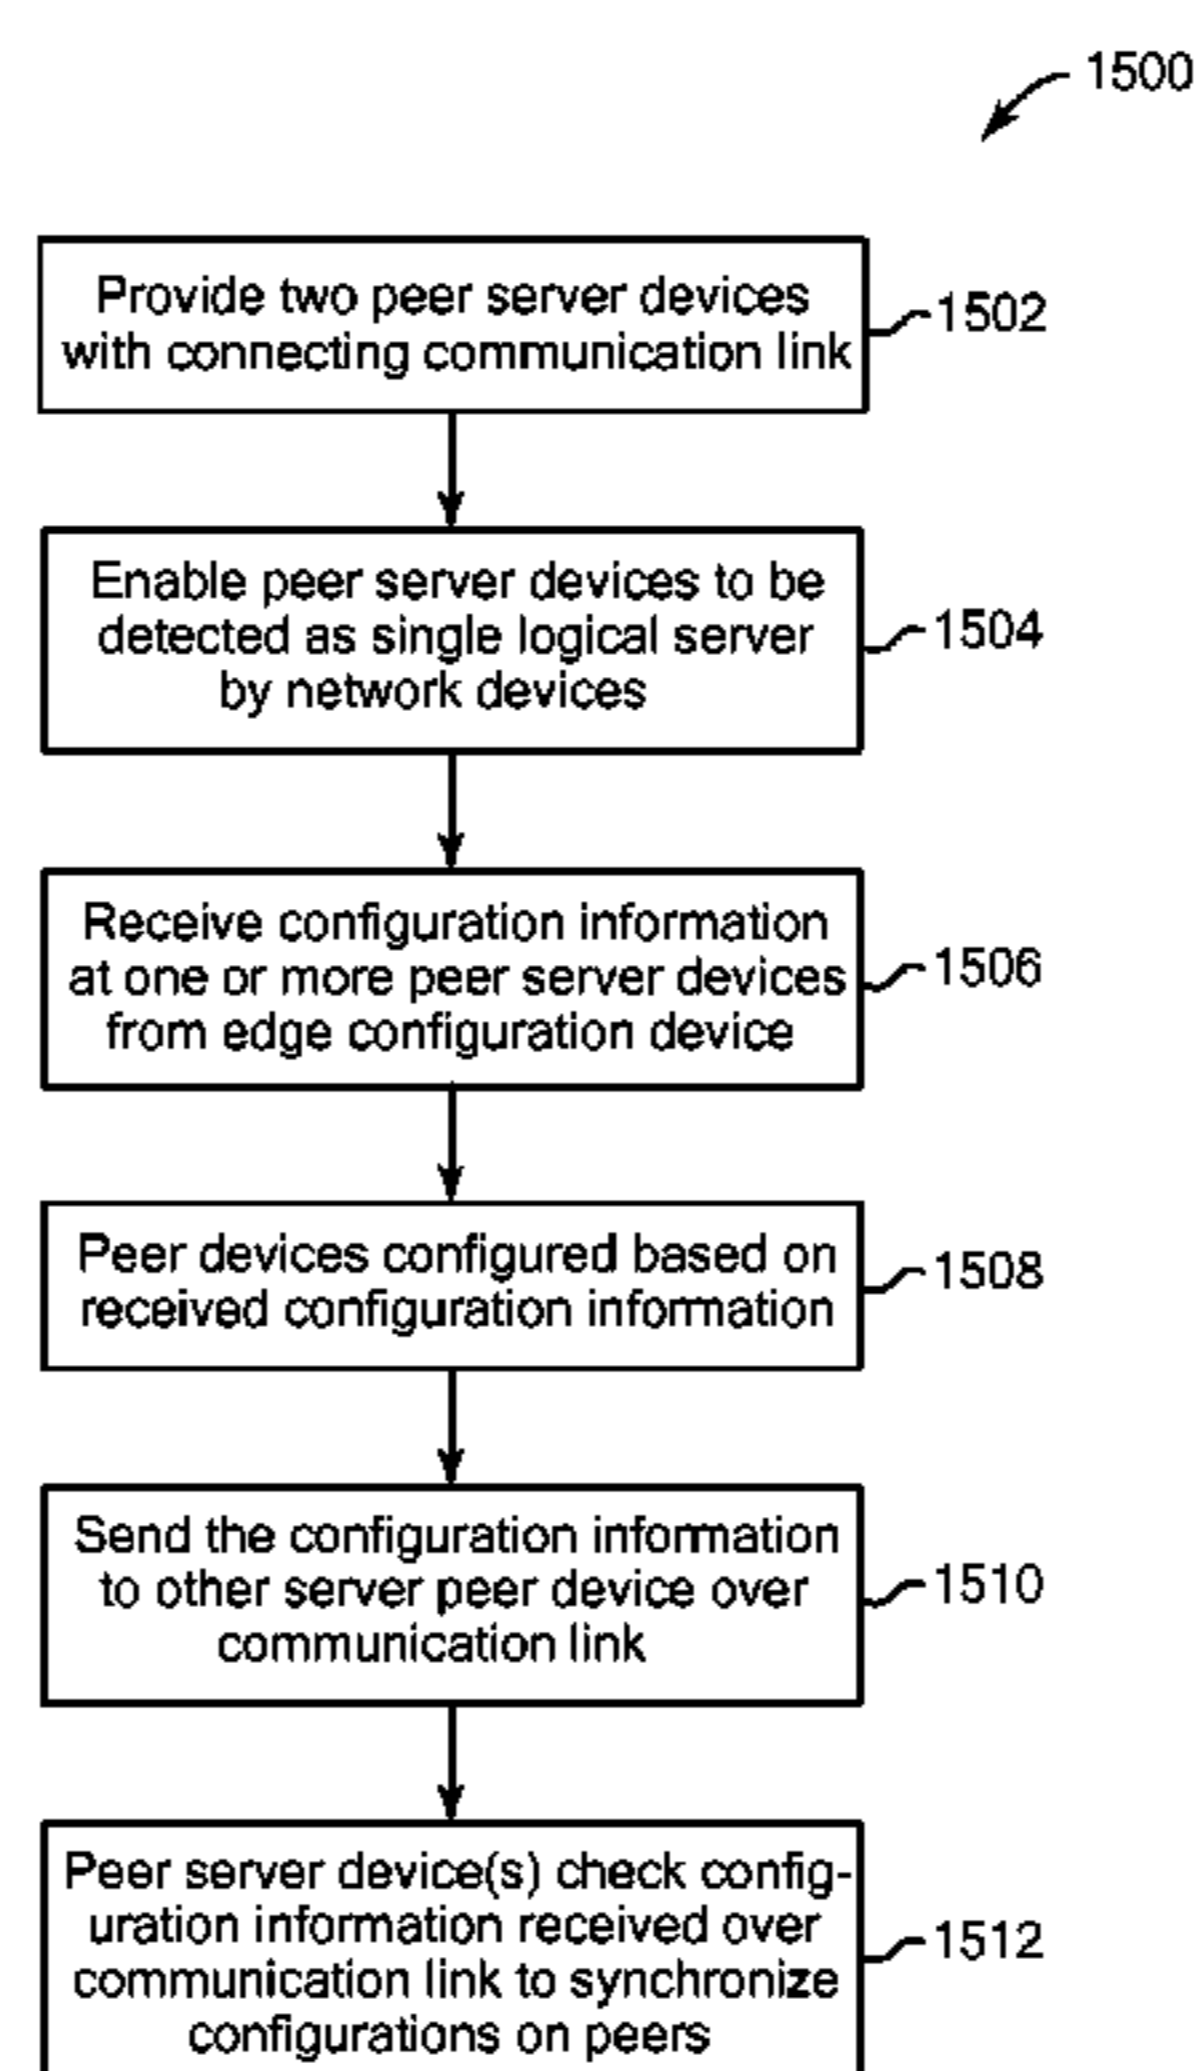 1500
Provide two peer server devices
with connecting communication link
1502
Enable peer server devices to be
detected as single logical server
by network devices
1504
Receive configuration information
at one or more peer server devices
from edge configuration device
1506
Peer devices configured based on
received configuration information
1508
Send the configuration information
to other server peer device over
communication link
1510
Peer server device(s) check config-
uration information received over
communication link to synchronize
configurations on peers
1512